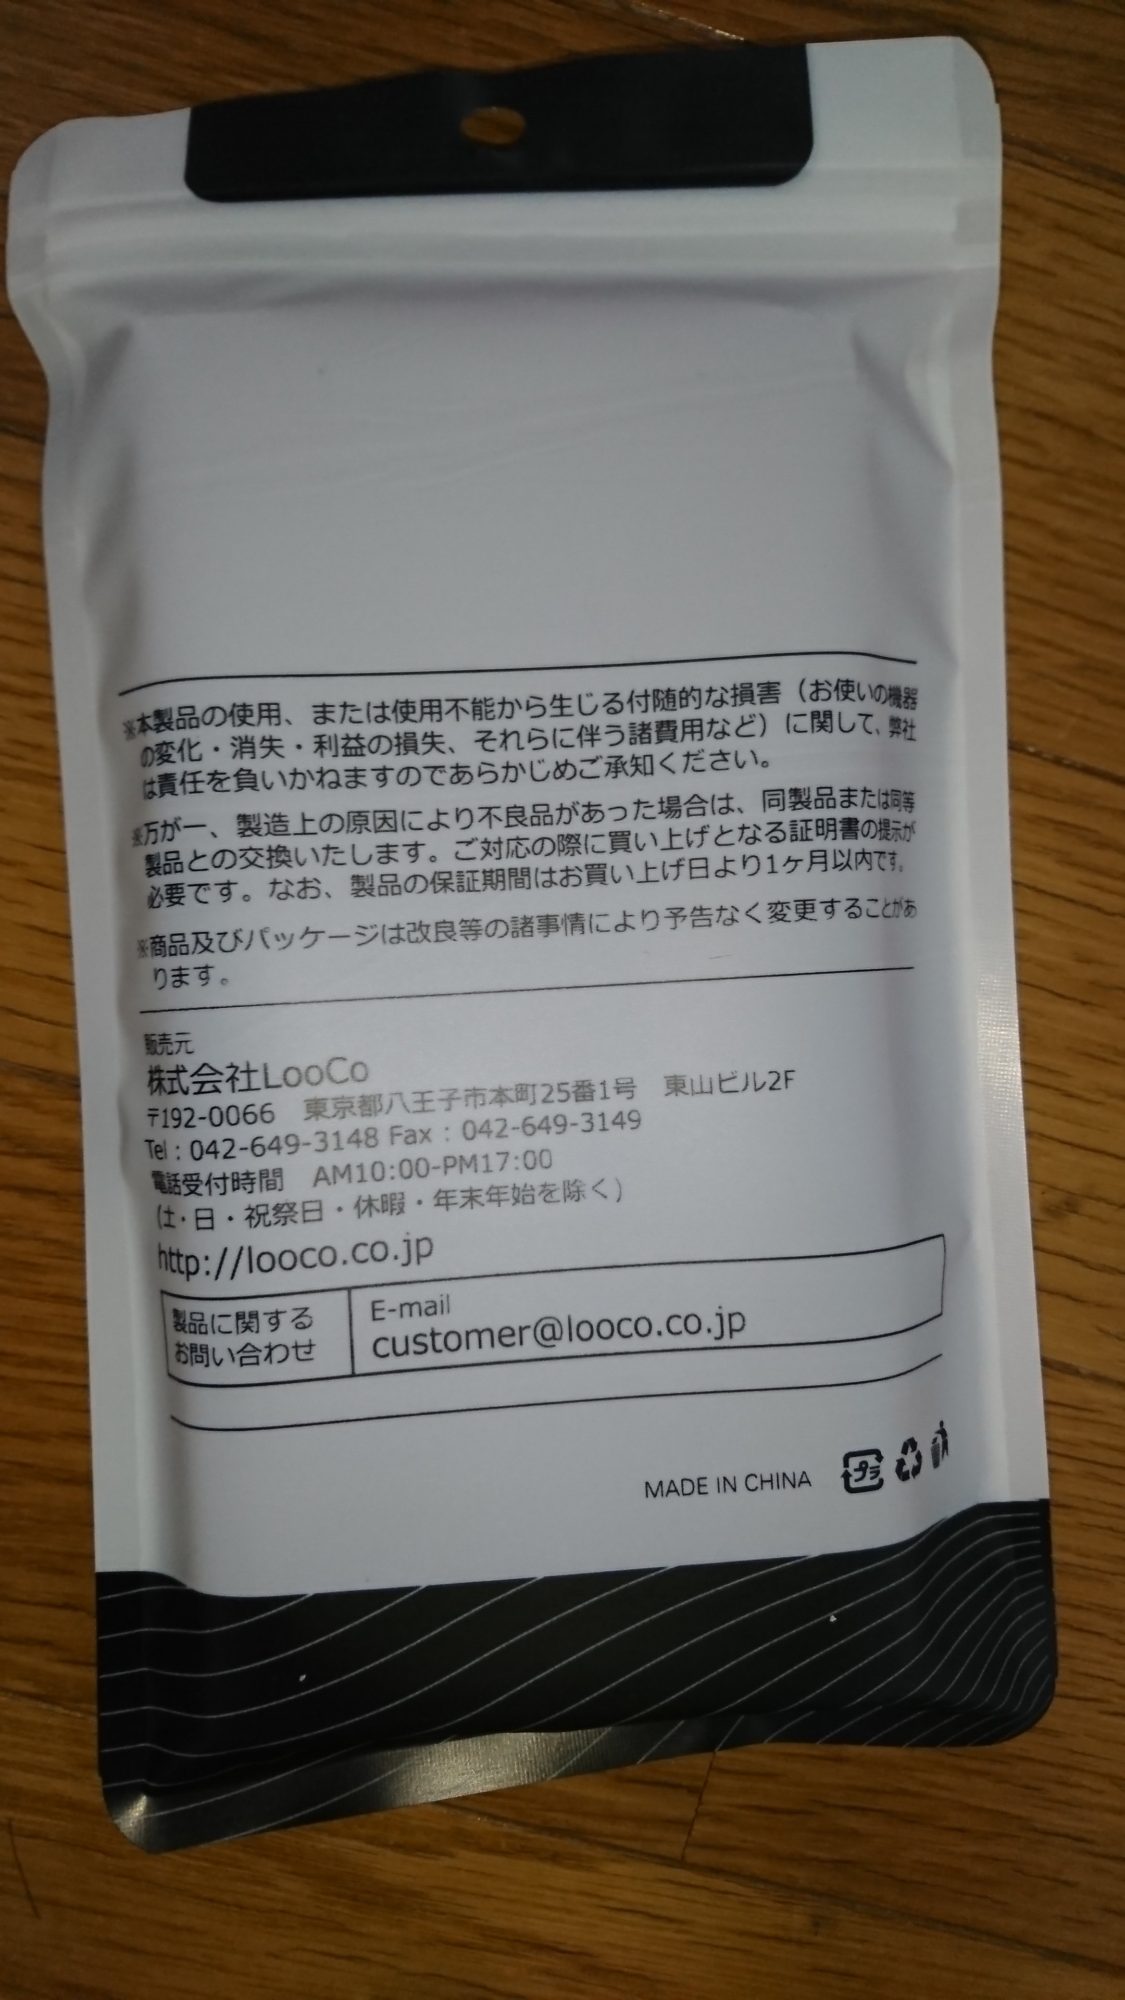 ※本製品の使用、または使用不能から生じる付随的な損害（お使いの機器
の変化・消失・利益の損失、それらに伴う諸費用など）に関して、弊社
は責任を負いかねますのであらかじめご承知ください。
※万が一、製造上の原因により不良品があった場合は、同製品または同等
製品との交換いたします。ご対応の際に買い上げとなる証明書の提示が
必要です。なお、製品の保証期間はお買い上げ日より1ヶ月以内です。
※商品及びパッケージは改良等の諸事情により予告なく変更することがあ
ります。
販売元
株式会社LooCo
〒192-0066　東京都八王子市本町25番1号　東山ビル2F
Tel : 042-649-3148 Fax : 042-649-3149
電話受付時間　AM10:00-PM17:00
(土・日・祝祭日・休暇・年末年始を除く)
http://looco.co.jp
製品に関する
お問い合わせ
E-mail
customer@looco.co.jp
MADE IN CHINA
プラ